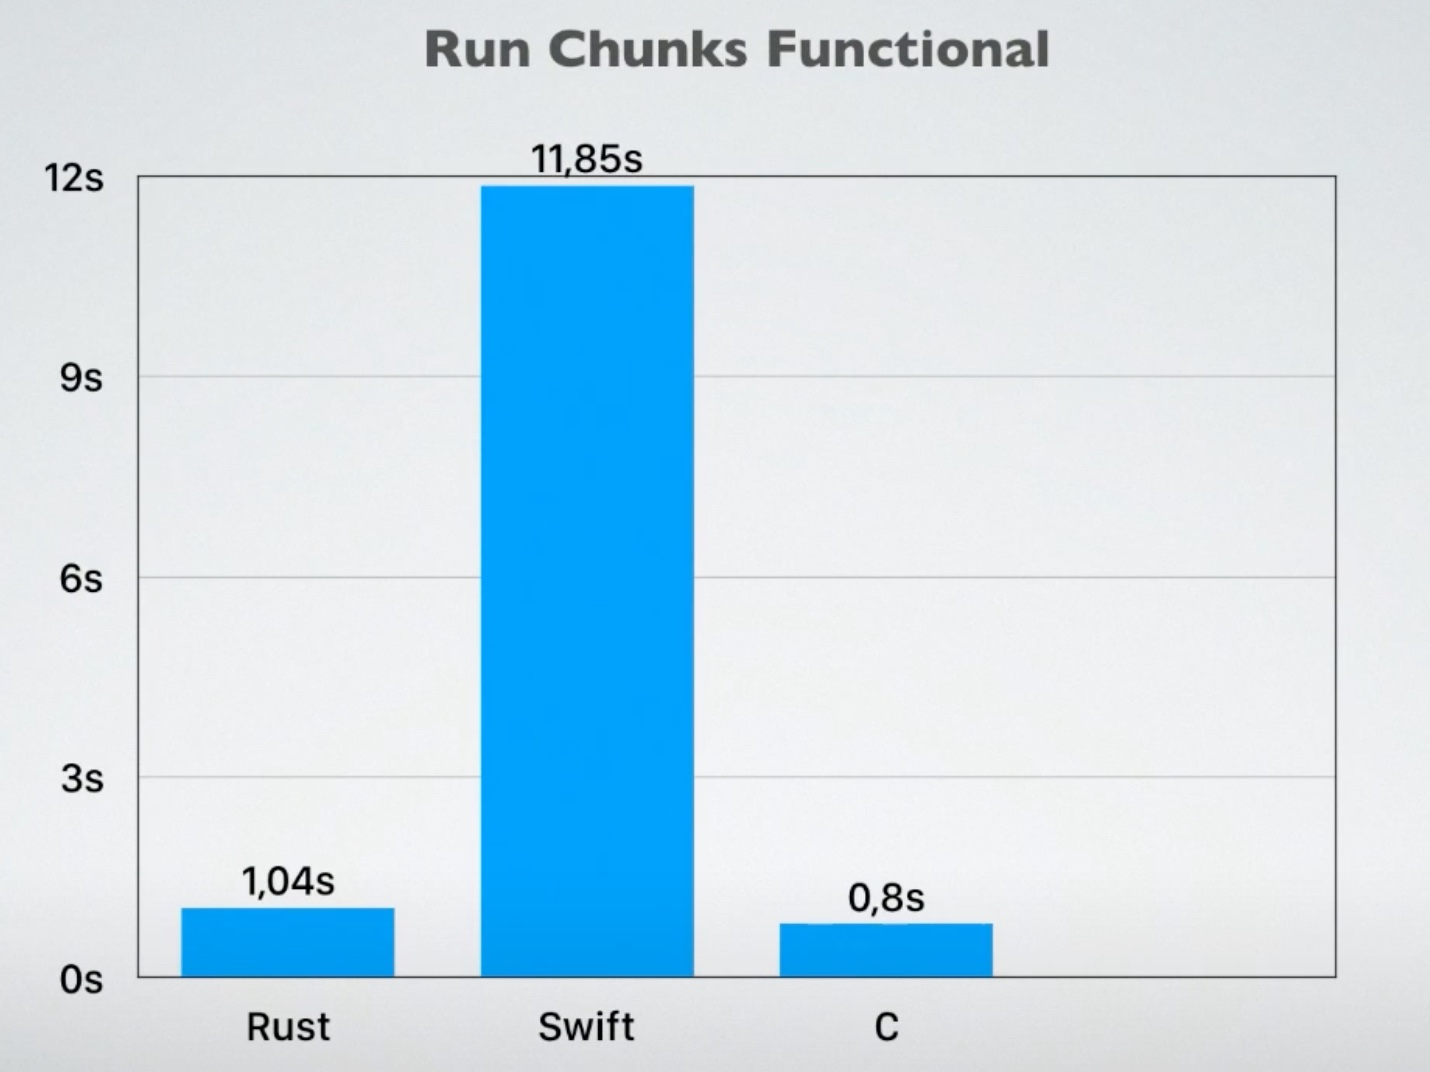 Run Chunks Functional
11,85s
12s
9s
6s
3s
1,04s
0,8s
0s
Rust Swift C